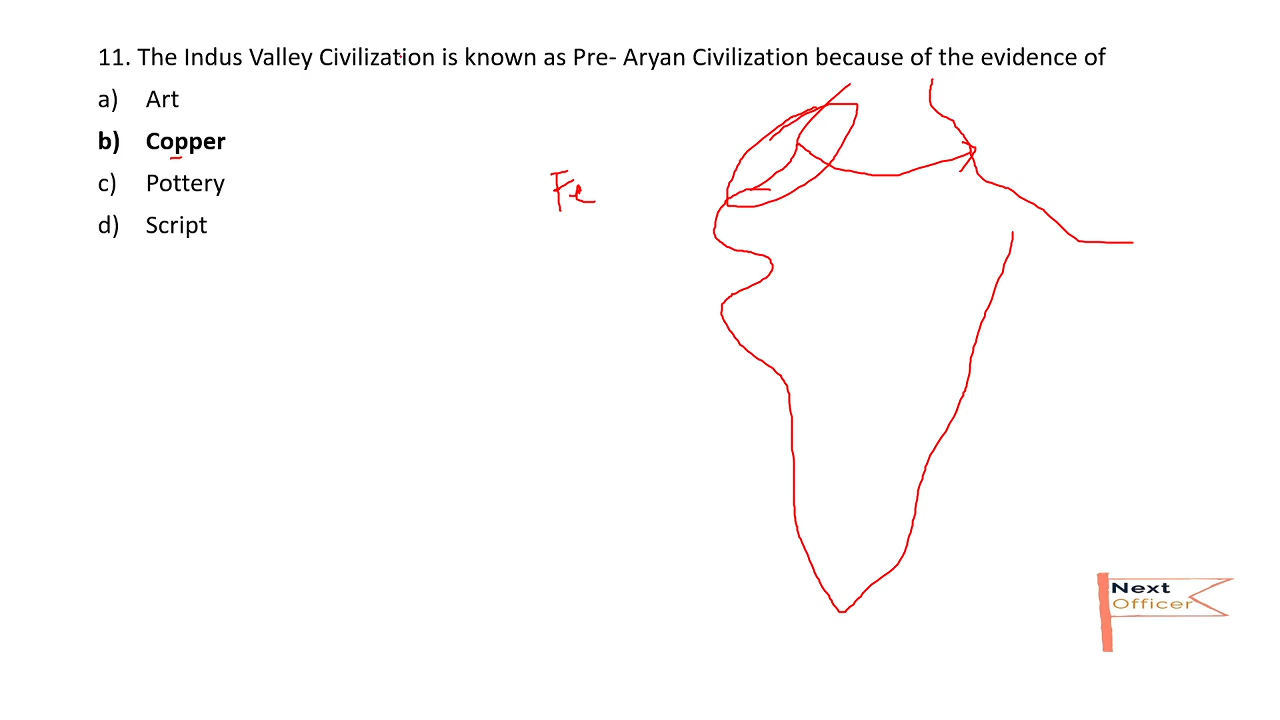 11. The Indus Valley Civilization is known as Pre- Aryan Civilization because of the evidence of
a) Art
b) Copper
c) Pottery
d) Script
Fe
Next
Officer